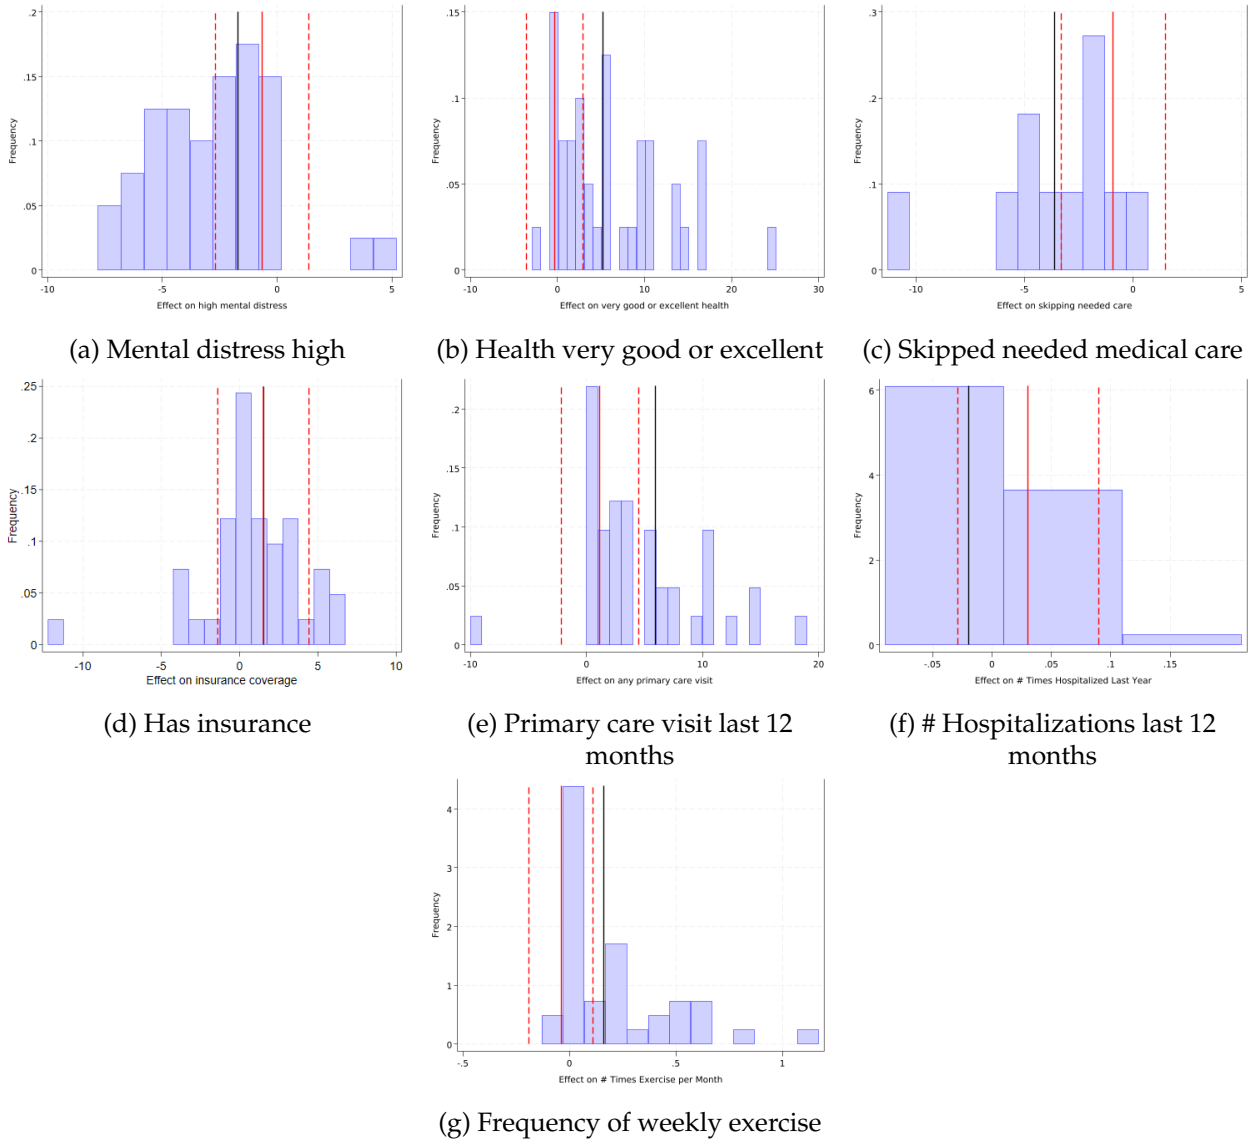 .2
.15
.1
.05
0
Frequency
-10
-5
0
5
Effect on high mental distress
(a) Mental distress high
.15
.1
.05
0
Frequency
-10
0
10
20
30
Effect on very good or excellent health
(b) Health very good or excellent
.3
.2
.1
0
Frequency
-10
-5
0
5
Effect on skipping needed care
(c) Skipped needed medical care
.25
.2
.15
.1
.05
0
Frequency
-10
-5
0
5
10
Effect on insurance coverage
(d) Has insurance
.2
.15
.1
.05
0
Frequency
-10
0
10
20
Effect on any primary care visit
(e) Primary care visit last 12
months
6
4
2
0
Frequency
-.05
0
.05
.1
.15
Effect on # Times Hospitalized Last Year
(f) # Hospitalizations last 12
months
4
3
2
1
0
Frequency
-.5
0
.5
1
Effect on # Times Exercise per Month
(g) Frequency of weekly exercise